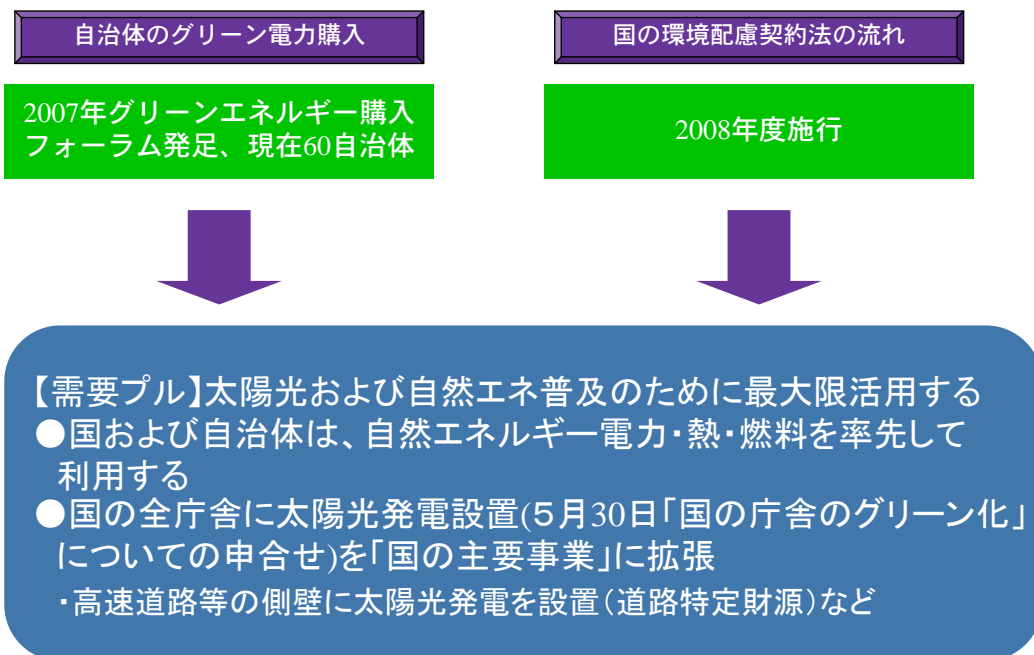 自治体のグリーン電力購入
国の環境配慮契約法の流れ
2007年グリーンエネルギー購入
フォーラム発足、現在60自治体
2008年度施行
【需要プル】太陽光および自然エネ普及のために最大限活用する
●国および自治体は、自然エネルギー電力・熱・燃料を率先して
利用する
●国の全庁舎に太陽光発電設置(5月30日「国の庁舎のグリーン化」
についての申合せ)を「国の主要事業」に拡張
・高速道路等の側壁に太陽光発電を設置(道路特定財源)など